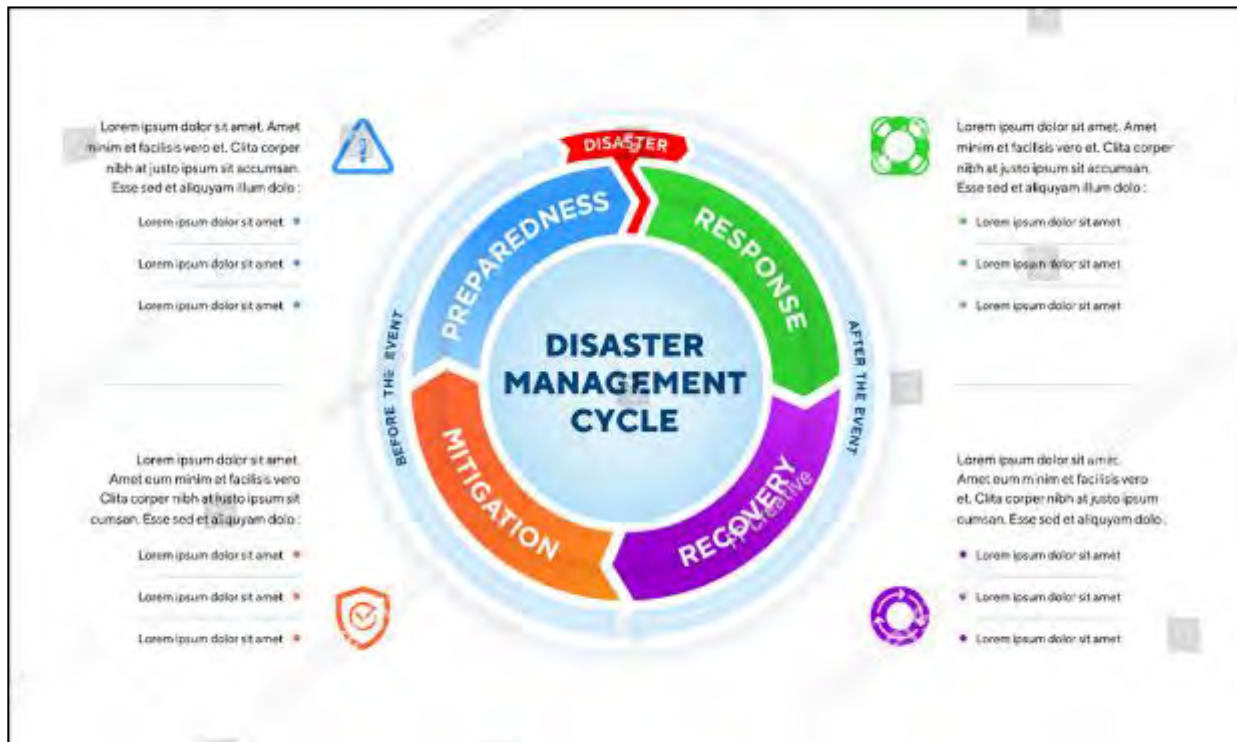 Lorem ipsum dolor sit amet. Amet
minim et facilisis vero et. Clita corper
nibh at justo ipsum sit accumsan.
Esse sed et aliquyam illum dolo :
Lorem ipsum dolor sit amet
Lorem ipsum dolor sit amet
Lorem ipsum dolor sit amet
DISASTER
PREPAREDNESS
RESPONSE
BEFORE THE EVENT
AFTER THE EVENT
DISASTER
MANAGEMENT
CYCLE
MITIGATION
RECOVERY
Creative
Lorem ipsum dolor sit amet. Amet
minim et facilisis vero et. Clita corper
nibh at justo ipsum sit accumsan.
Esse sed et aliquyam illum dolo :
Lorem ipsum dolor sit amet
Lorem ipsum dolor sit amet
Lorem ipsum dolor sit amet
Lorem ipsum dolor sit amet.
Amet eum minim et facilisis vero
Clita corper nibh at justo ipsum sit
cumsan. Esse sed et aliquyam dolo :
Lorem ipsum dolor sit amet
Lorem ipsum dolor sit amet
Lorem ipsum dolor sit amet
Lorem ipsum dolor sit amet.
Amet eum minim et facilisis vero
et. Clita corper nibh at justo ipsum
cumsan. Esse sed et aliquyam dolo :
Lorem ipsum dolor sit amet
Lorem ipsum dolor sit amet
Lorem ipsum dolor sit amet